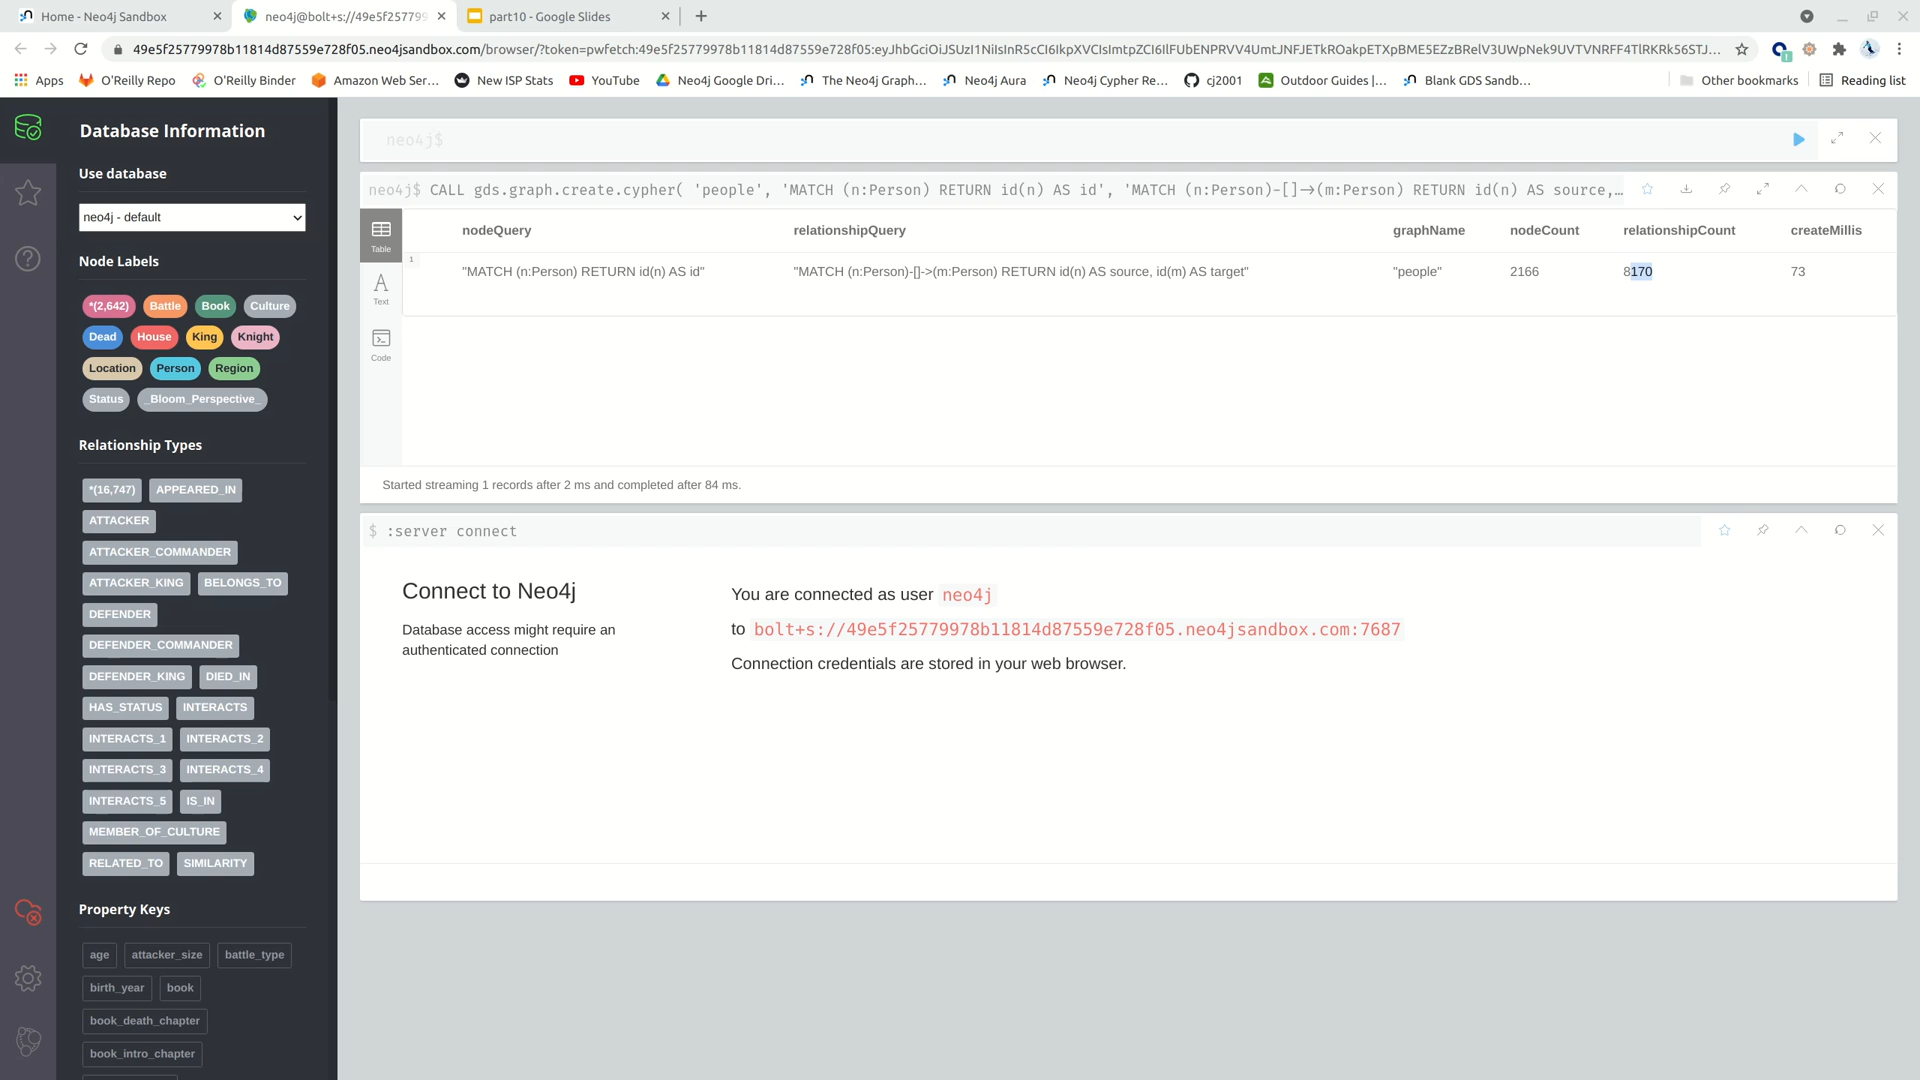 Home - Neo4j Sandbox
neo4j@bolt+s://49e5f257799
part10 - Google Slides
49e5f25779978b11814d87559e728f05.neo4jsandbox.com/browser/?token=pwfetch:49e5f25779978b11814d87559e728f05:
Apps
O'Reilly Repo
O'Reilly Binder
Amazon Web Ser...
New ISP Stats
YouTube
Neo4j Google Dri...
The Neo4j Graph...
Neo4j Aura
Neo4j Cypher Re...
cj2001
Outdoor Guides |...
Blank GDS Sandb...
Other bookmarks
Reading list
Database Information
Use database
neo4j - default
Node Labels
*(2,642) Battle Book Culture
Dead House King Knight
Location Person Region
Status _Bloom_Perspective_
Relationship Types
*(16,747) APPEARED_IN
ATTACKER
ATTACKER_COMMANDER
ATTACKER_KING BELONGS_TO
DEFENDER
DEFENDER_COMMANDER
DEFENDER_KING DIED_IN
HAS_STATUS INTERACTS
INTERACTS_1 INTERACTS_2
INTERACTS_3 INTERACTS_4
INTERACTS_5 IS_IN
MEMBER_OF_CULTURE
RELATED_TO SIMILARITY
Property Keys
age attacker_size battle_type
birth_year book
book_death_chapter
book_intro_chapter
neo4j$
neo4j$ CALL gds.graph.create.cypher( 'people', 'MATCH (n:Person) RETURN id(n) AS id', 'MATCH (n:Person)-[]->(m:Person) RETURN id(n) AS source,...
Table
Text
Code
nodeQuery relationshipQuery graphName nodeCount relationshipCount createMillis
1
"MATCH (n:Person) RETURN id(n) AS id" "MATCH (n:Person)-[]->(m:Person) RETURN id(n) AS source, id(m) AS target" "people" 2166 8170 73
Started streaming 1 records after 2 ms and completed after 84 ms.
$ :server connect
Connect to Neo4j
Database access might require an
authenticated connection
You are connected as user neo4j
to bolt+s://49e5f25779978b11814d87559e728f05.neo4jsandbox.com:7687
Connection credentials are stored in your web browser.